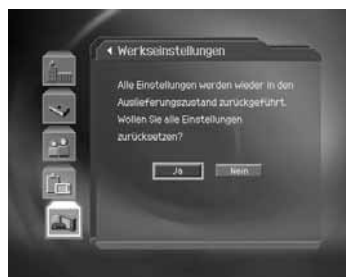 Werkseinstellungen
Alle Einstellungen werden wieder in den
Auslieferungszustand zurückgeführt.
Wollen Sie alle Einstellungen
zurücksetzen?
Ja Nein